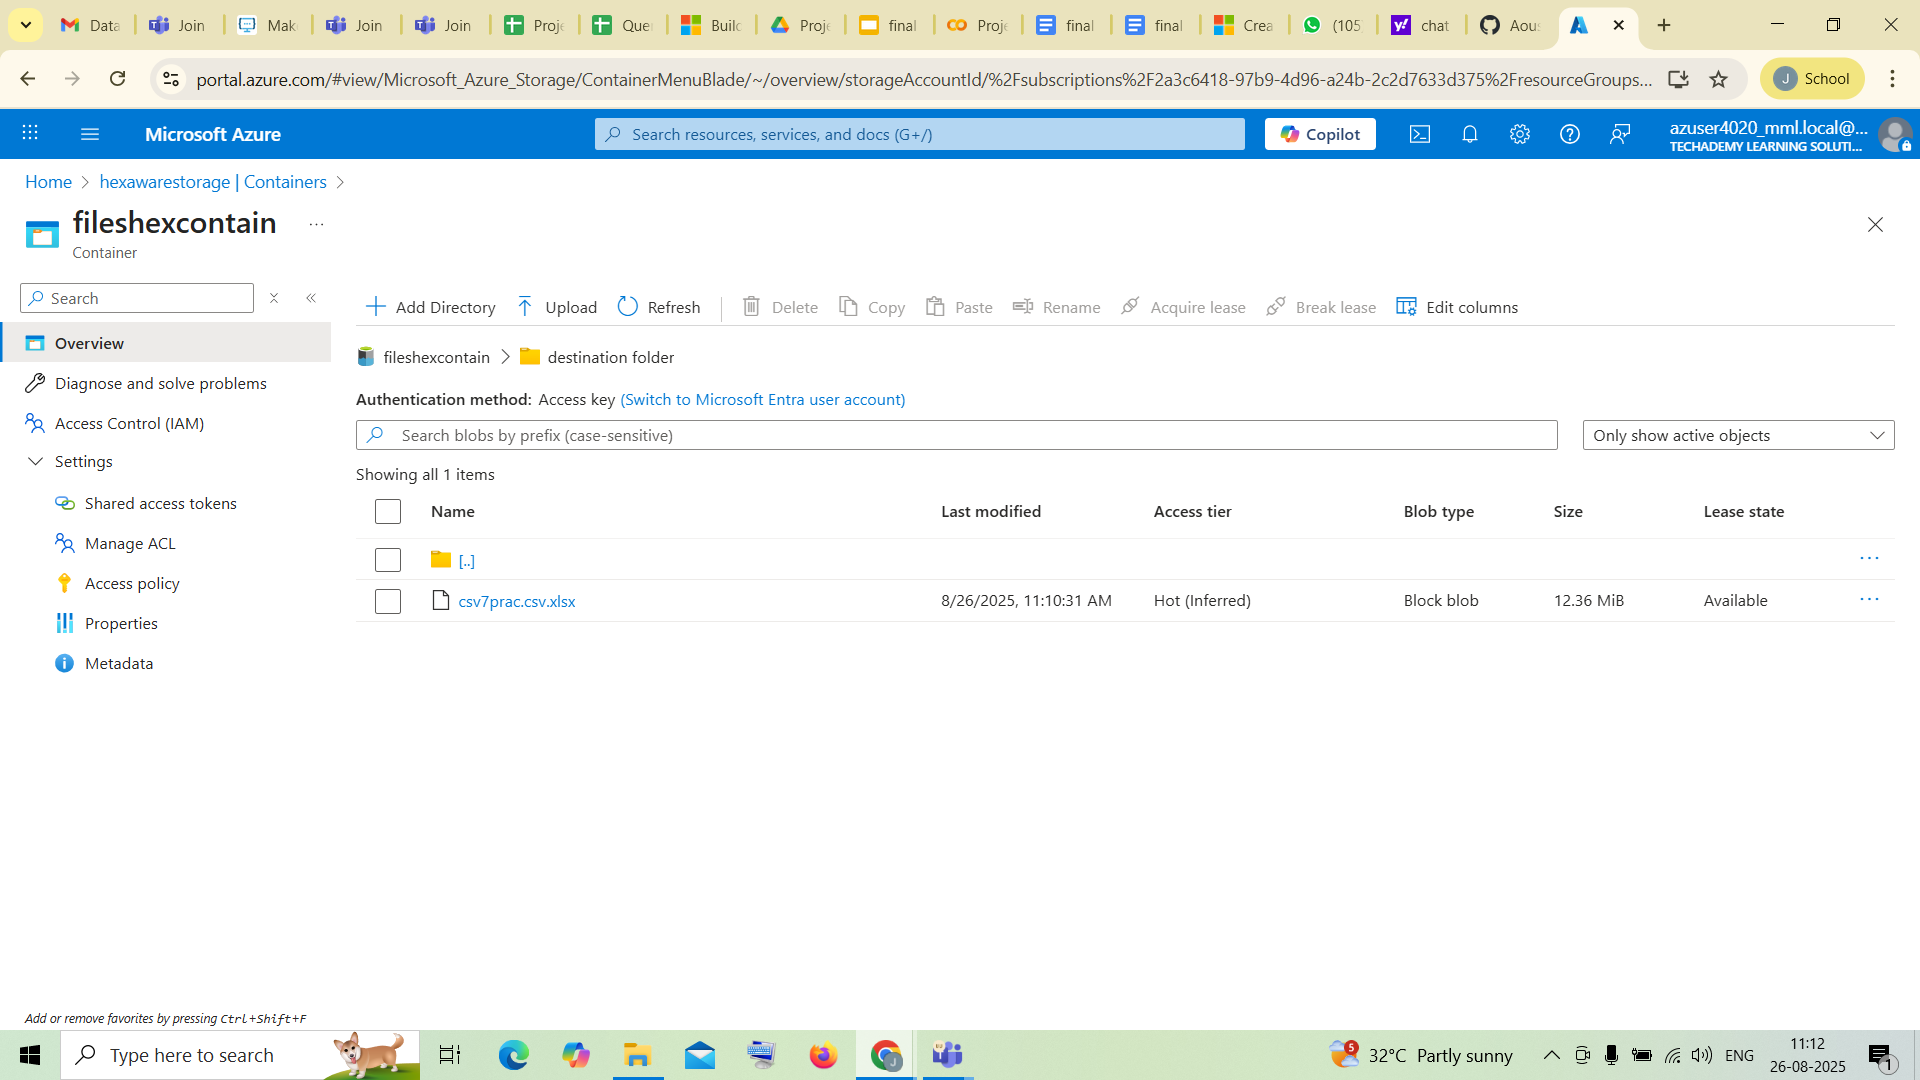 Data
Join
Mak
Join
Join
Proje
Quer
Build
Proje
final
Proje
final
final
Crea
(105)
chat
Aous
portal.azure.com/#view/Microsoft_Azure_Storage/ContainerMenuBlade/~/overview/storageAccountId/%2Fsubscriptions%2F2a3c6418-97b9-4d96-a24b-2c2d7633d375%2FresourceGroups...
J School
Microsoft Azure
Search resources, services, and docs (G+/)
Copilot
azuser4020_mml.local@...
TECHADEMY LEARNING SOLUTI...
Home > hexawarestorage | Containers >
fileshexcontain ...
Container
Search
Add Directory Upload Refresh Delete Copy Paste Rename Acquire lease Break lease Edit columns
Overview
Diagnose and solve problems
Access Control (IAM)
Settings
Shared access tokens
Manage ACL
Access policy
Properties
Metadata
fileshexcontain > destination folder
Authentication method: Access key (Switch to Microsoft Entra user account)
Search blobs by prefix (case-sensitive)
Only show active objects
Showing all 1 items
Name Last modified Access tier Blob type Size Lease state
[..] ...
csv7prac.csv.xlsx 8/26/2025, 11:10:31 AM Hot (Inferred) Block blob 12.36 MiB Available ...
Add or remove favorites by pressing Ctrl+Shift+F
Type here to search
5
32°C Partly sunny
ENG
11:12
26-08-2025
1